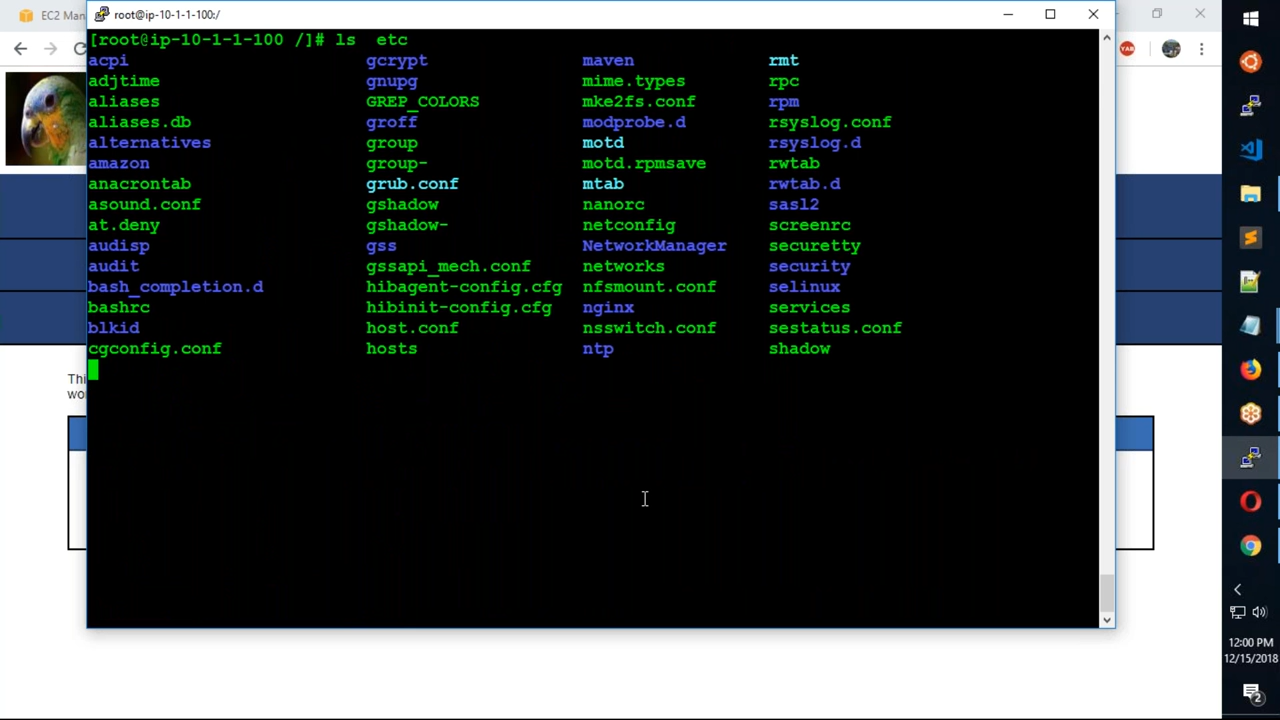 EC2 Man
root@ip-10-1-1-100:/
[root@ip-10-1-1-100 /]# ls  etc
acpi gcrypt maven rmt
adjtime gnupg mime.types rpc
aliases GREP_COLORS mke2fs.conf rpm
aliases.db groff modprobe.d rsyslog.conf
alternatives group motd rsyslog.d
amazon group- motd.rpmsave rwtab
anacrontab grub.conf mtab rwtab.d
asound.conf gshadow nanorc sasl2
at.deny gshadow- netconfig screenrc
audisp gss NetworkManager securetty
audit gssapi_mech.conf networks security
bash_completion.d hibagent-config.cfg nfsmount.conf selinux
bashrc hibinit-config.cfg nginx services
blkid host.conf nsswitch.conf sestatus.conf
cgconfig.conf hosts ntp shadow
Thi
wo
YAB
12:00 PM
12/15/2018
2